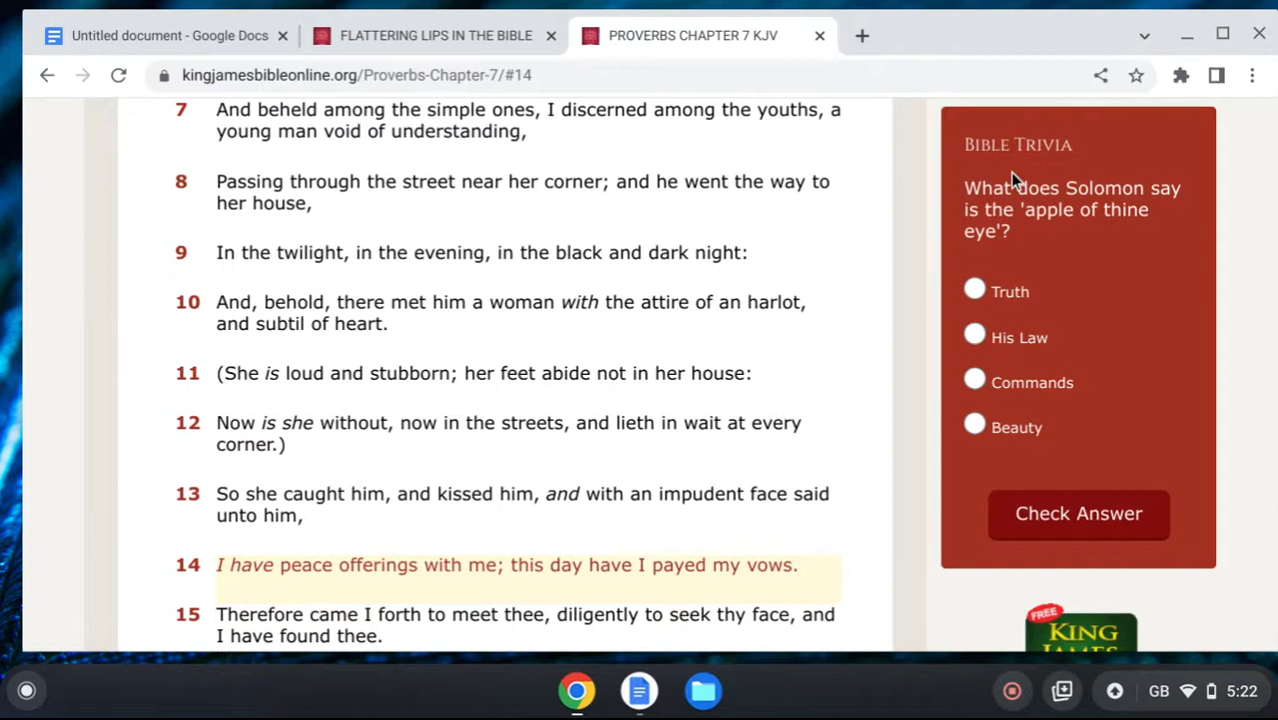 Untitled document - Google Docs
FLATTERING LIPS IN THE BIBLE
PROVERBS CHAPTER 7 KJV
kingjamesbibleonline.org/Proverbs-Chapter-7/#14
7 And beheld among the simple ones, I discerned among the youths, a
young man void of understanding,
8 Passing through the street near her corner; and he went the way to
her house,
9 In the twilight, in the evening, in the black and dark night:
10 And, behold, there met him a woman with the attire of an harlot,
and subtil of heart.
11 (She is loud and stubborn; her feet abide not in her house:
12 Now is she without, now in the streets, and lieth in wait at every
corner.)
13 So she caught him, and kissed him, and with an impudent face said
unto him,
14 I have peace offerings with me; this day have I payed my vows.
15 Therefore came I forth to meet thee, diligently to seek thy face, and
I have found thee.
BIBLE TRIVIA
What does Solomon say
is the 'apple of thine
eye'?
Truth
His Law
Commands
Beauty
Check Answer
FREE
KING
JAMES
GB 5:22